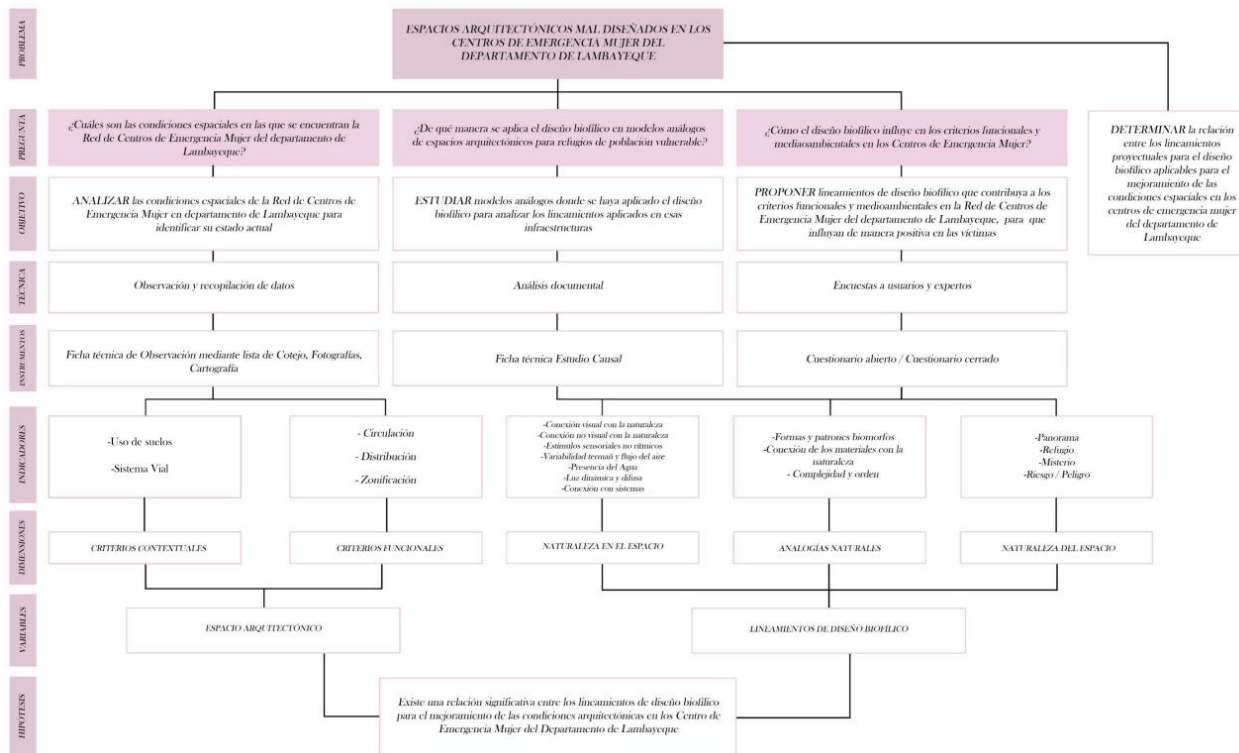 PROBLEMA
ESPACIOS ARQUITECTÓNICOS MAL DISEÑADOS EN LOS
CENTROS DE EMERGENCIA MUJER DEL
DEPARTAMENTO DE LAMBAYEQUE
PREGUNTA
¿Cuáles son las condiciones espaciales en las que se encuentran la
Red de Centros de Emergencia Mujer del departamento de
Lambayeque?
¿De qué manera se aplica el diseño biofílico en modelos análogos
de espacios arquitectónicos para refugios de población vulnerable?
¿Cómo el diseño biofílico influye en los criterios funcionales y
mediaoambientales en los Centros de Emergencia Mujer?
DETERMINAR la relación
entre los lineamientos
proyectuales para el diseño
biofílico aplicables para el
mejoramiento de las
condiciones espaciales en los
centros de emergencia mujer
del departamento de
Lambayeque
OBJETIVO
ANALIZAR las condiciones espaciales de la Red de Centros de
Emergencia Mujer en departamento de Lambayeque para
identificar su estado actual
ESTUDIAR modelos análogos donde se haya aplicado el diseño
biofílico para analizar los lineamientos aplicados en esas
infraestructuras
PROPONER lineamientos de diseño biofílico que contribuya a los
criterios funcionales y medioambientales en la Red de Centros de
Emergencia Mujer del departamento de Lambayeque, para que
influyan de manera positiva en las víctimas
TÉCNICA
Observación y recopilación de datos
Análisis documental
Encuestas a usuarios y expertos
INSTRUMENTOS
Ficha técnica de Observación mediante lista de Cotejo, Fotografías,
Cartografía
Ficha técnica Estudio Causal
Cuestionario abierto / Cuestionario cerrado
INDICADORES
-Uso de suelos
-Sistema Vial
- Circulación
- Distribución
- Zonificación
-Conexión visual con la naturaleza
-Conexión no visual con la naturaleza
-Estímulos sensoriales no rítmicos
-Variabilidad termañ y flujo del aire
-Presencia del Agua
-Luz dinámica y difusa
-Conexión con sistemas
-Formas y patrones biomorfos
-Conexión de los materiales con la
naturaleza
- Complejidad y orden
-Panorama
-Refugio
-Misterio
-Riesgo / Peligro
DIMENSIONES
CRITERIOS CONTEXTUALES
CRITERIOS FUNCIONALES
NATURALEZA EN EL ESPACIO
ANALOGÍAS NATURALES
NATURALEZA DEL ESPACIO
VARIABLES
ESPACIO ARQUITECTÓNICO
LINEAMIENTOS DE DISEÑO BIOFÍLICO
HIPÓTESIS
Existe una relación significativa entre los lineamientos de diseño biofílico
para el mejoramiento de las condiciones arquitectónicas en los Centro de
Emergencia Mujer del Departamento de Lambayeque